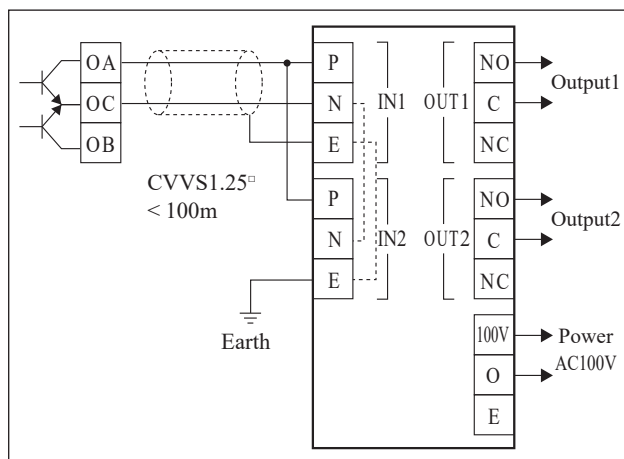 OA
OC
OB
CVVS1.25□
< 100m
Earth
P
N
E
P
N
E
IN1
IN2
OUT1
OUT2
NO
C
NC
NO
C
NC
100V
O
E
Output1
Output2
Power
AC100V